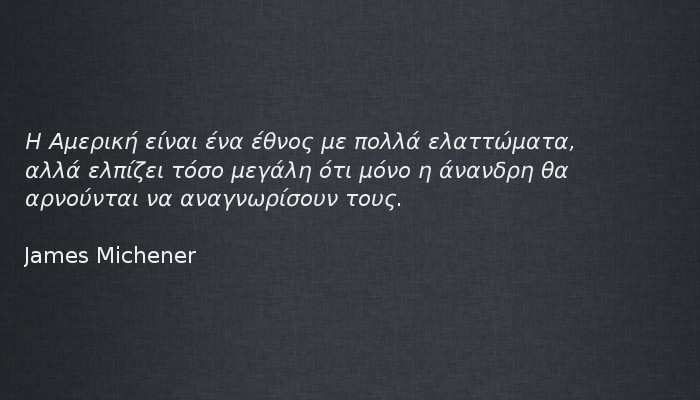 Η Αμερική είναι ένα έθνος με πολλά ελαττώματα,
αλλά ελπίζει τόσο μεγάλη ότι μόνο η άνανδρη θα
αρνούνται να αναγνωρίσουν τους.
James Michener